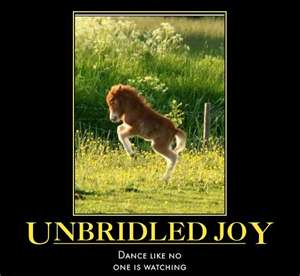 UNBRIDLED JOY
DANCE LIKE NO
ONE IS WATCHING